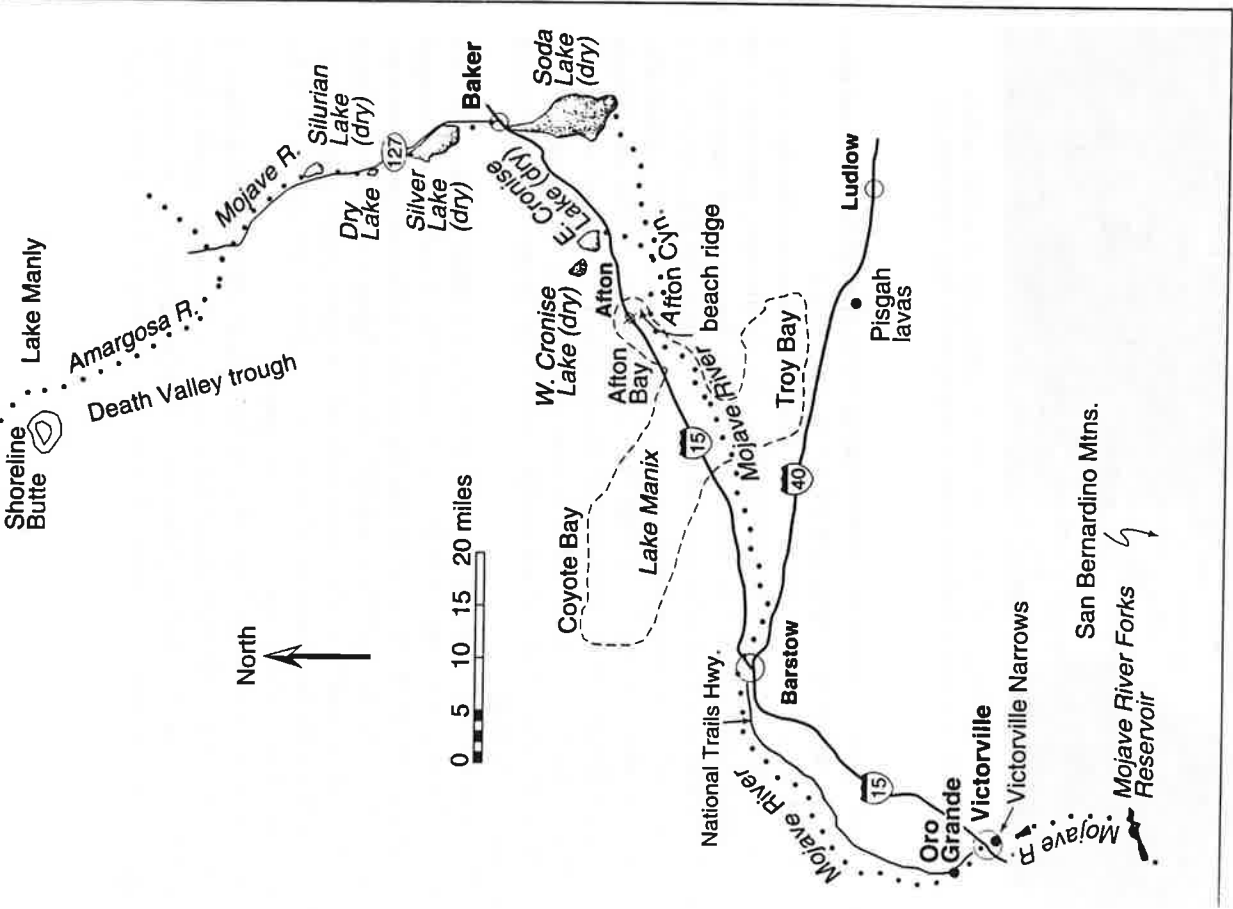 Shoreline
Butte
Lake Manly
Amargosa R.
Death Valley trough
Mojave R.
Silurian
Lake
(dry)
127
Dry
Lake
Silver
Lake
(dry)
Baker
Soda
Lake
(dry)
E. Cronise
Lake (dry)
W. Cronise
Lake (dry)
Afton
Afton
Bay
Afton Cyn.
beach ridge
Mojave River
Troy Bay
Ludlow
Pisgah
lavas
15
40
Coyote Bay
Lake Manix
North
0 5 10 15 20 miles
National Trails Hwy.
Barstow
Mojave River
15
Oro
Grande
Victorville
Victorville Narrows
Mojave R
San Bernardino Mtns.
Mojave River Forks
Reservoir